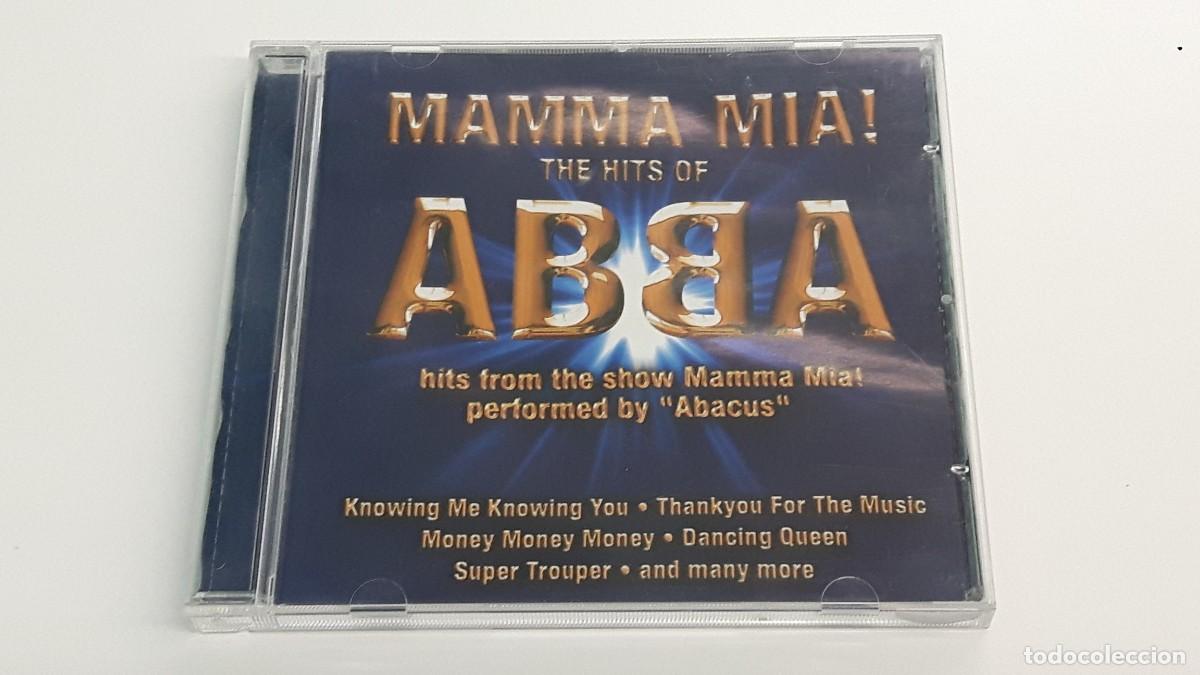 MAMMA MIA!
THE HITS OF
ABBA
hits from the show Mamma Mia!
performed by "Abacus"
Knowing Me Knowing You • Thankyou For The Music
Money Money Money • Dancing Queen
Super Trouper • and many more
todocoleccion